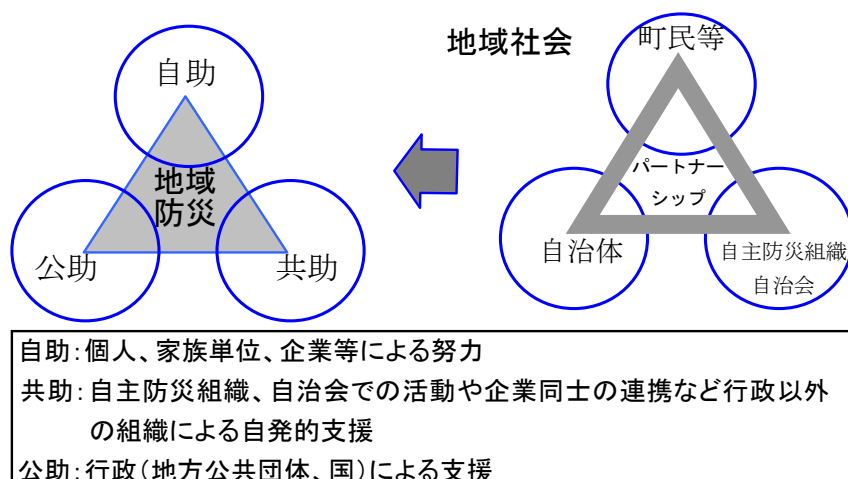 地域社会
自助
地域
防災
公助
共助
町民等
パートナー
シップ
自治体
自主防災組織
自治会
自助：個人、家族単位、企業等による努力
共助：自主防災組織、自治会での活動や企業同士の連携など行政以外
の組織による自発的支援
公助：行政（地方公共団体、国）による支援